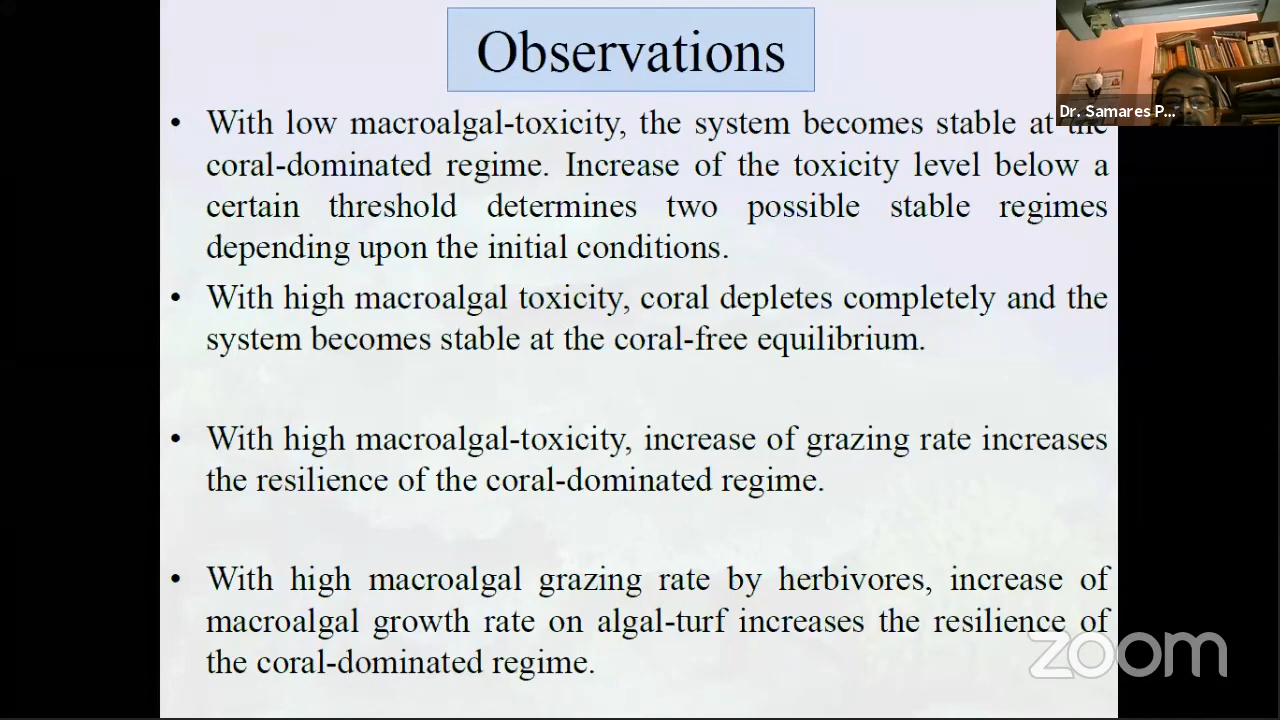 Observations
Dr. Samares P...
• With low macroalgal-toxicity, the system becomes stable at the
coral-dominated regime. Increase of the toxicity level below a
certain threshold determines two possible stable regimes
depending upon the initial conditions.
• With high macroalgal toxicity, coral depletes completely and the
system becomes stable at the coral-free equilibrium.
• With high macroalgal-toxicity, increase of grazing rate increases
the resilience of the coral-dominated regime.
• With high macroalgal grazing rate by herbivores, increase of
macroalgal growth rate on algal-turf increases the resilience of
the coral-dominated regime.
zoom